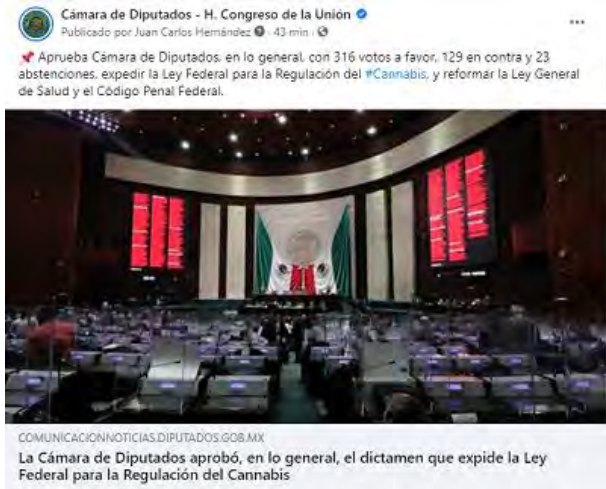 Cámara de Diputados - H. Congreso de la Unión
Publicado por Juan Carlos Hernández · 43 min ·
Aprueba Cámara de Diputados, en lo general, con 316 votos a favor, 129 en contra y 23
abstenciones, expedir la Ley Federal para la Regulación del #Cannabis, y reformar la Ley General
de Salud y el Código Penal Federal.
COMUNICACIONNOTICIAS.DIPUTADOS.GOB.MX
La Cámara de Diputados aprobó, en lo general, el dictamen que expide la Ley
Federal para la Regulación del Cannabis